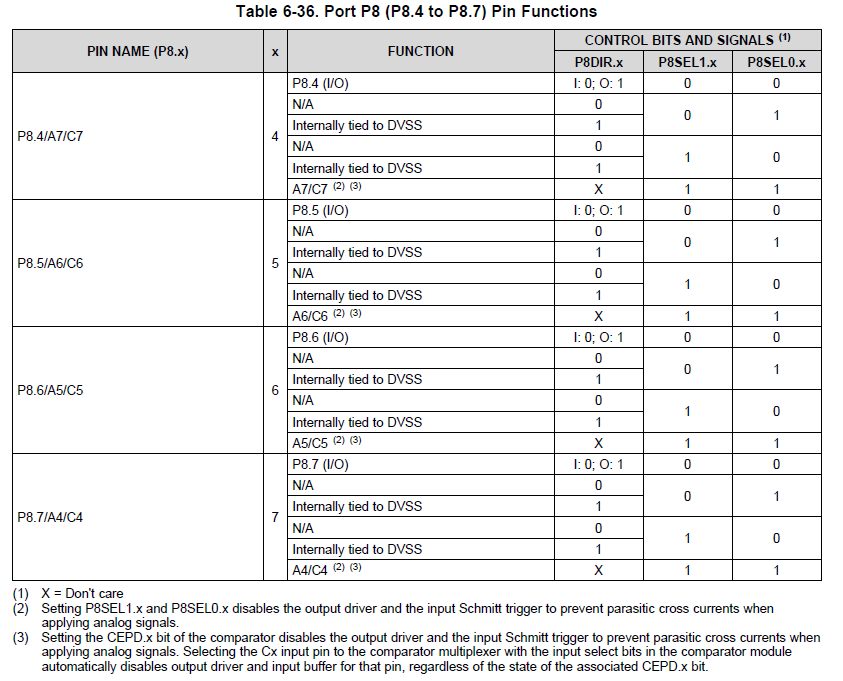 Table 6-36. Port P8 (P8.4 to P8.7) Pin Functions
PIN NAME (P8.x) x FUNCTION CONTROL BITS AND SIGNALS (1)
P8DIR.x P8SEL1.x P8SEL0.x
P8.4/A7/C7 4 P8.4 (I/O) I: 0; O: 1 0 0
N/A 0 0 1
Internally tied to DVSS 1
N/A 0 1 0
Internally tied to DVSS 1
A7/C7 (2) (3) X 1 1
P8.5/A6/C6 5 P8.5 (I/O) I: 0; O: 1 0 0
N/A 0 0 1
Internally tied to DVSS 1
N/A 0 1 0
Internally tied to DVSS 1
A6/C6 (2) (3) X 1 1
P8.6/A5/C5 6 P8.6 (I/O) I: 0; O: 1 0 0
N/A 0 0 1
Internally tied to DVSS 1
N/A 0 1 0
Internally tied to DVSS 1
A5/C5 (2) (3) X 1 1
P8.7/A4/C4 7 P8.7 (I/O) I: 0; O: 1 0 0
N/A 0 0 1
Internally tied to DVSS 1
N/A 0 1 0
Internally tied to DVSS 1
A4/C4 (2) (3) X 1 1
(1) X = Don't care
(2) Setting P8SEL1.x and P8SEL0.x disables the output driver and the input Schmitt trigger to prevent parasitic cross currents when
applying analog signals.
(3) Setting the CEPD.x bit of the comparator disables the output driver and the input Schmitt trigger to prevent parasitic cross currents when
applying analog signals. Selecting the Cx input pin to the comparator multiplexer with the input select bits in the comparator module
automatically disables output driver and input buffer for that pin, regardless of the state of the associated CEPD.x bit.